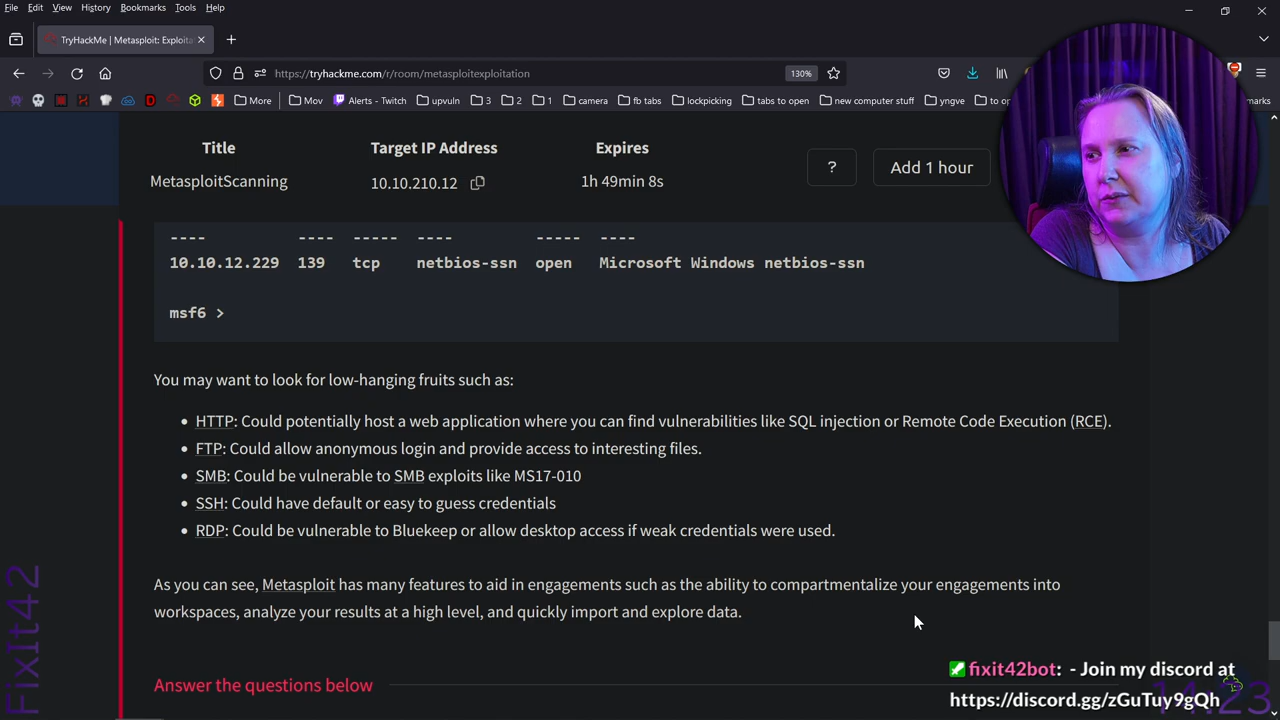 File Edit View History Bookmarks Tools Help
TryHackMe | Metasploit: Exploita
https://tryhackme.com/r/room/metasploitexploitation
130%
More Mov Alerts - Twitch upvuln 3 2 1 camera fb tabs lockpicking tabs to open new computer stuff yngve to o
Title Target IP Address Expires
MetasploitScanning 10.10.210.12 1h 49min 8s ? Add 1 hour
---- ---- ----- ---- ----- ----
10.10.12.229 139 tcp netbios-ssn open Microsoft Windows netbios-ssn
msf6 >
You may want to look for low-hanging fruits such as:
• HTTP: Could potentially host a web application where you can find vulnerabilities like SQL injection or Remote Code Execution (RCE).
• FTP: Could allow anonymous login and provide access to interesting files.
• SMB: Could be vulnerable to SMB exploits like MS17-010
• SSH: Could have default or easy to guess credentials
• RDP: Could be vulnerable to Bluekeep or allow desktop access if weak credentials were used.
As you can see, Metasploit has many features to aid in engagements such as the ability to compartmentalize your engagements into
workspaces, analyze your results at a high level, and quickly import and explore data.
Answer the questions below
fixit42bot: - Join my discord at
https://discord.gg/zGuTuy9gQh
FixIt42